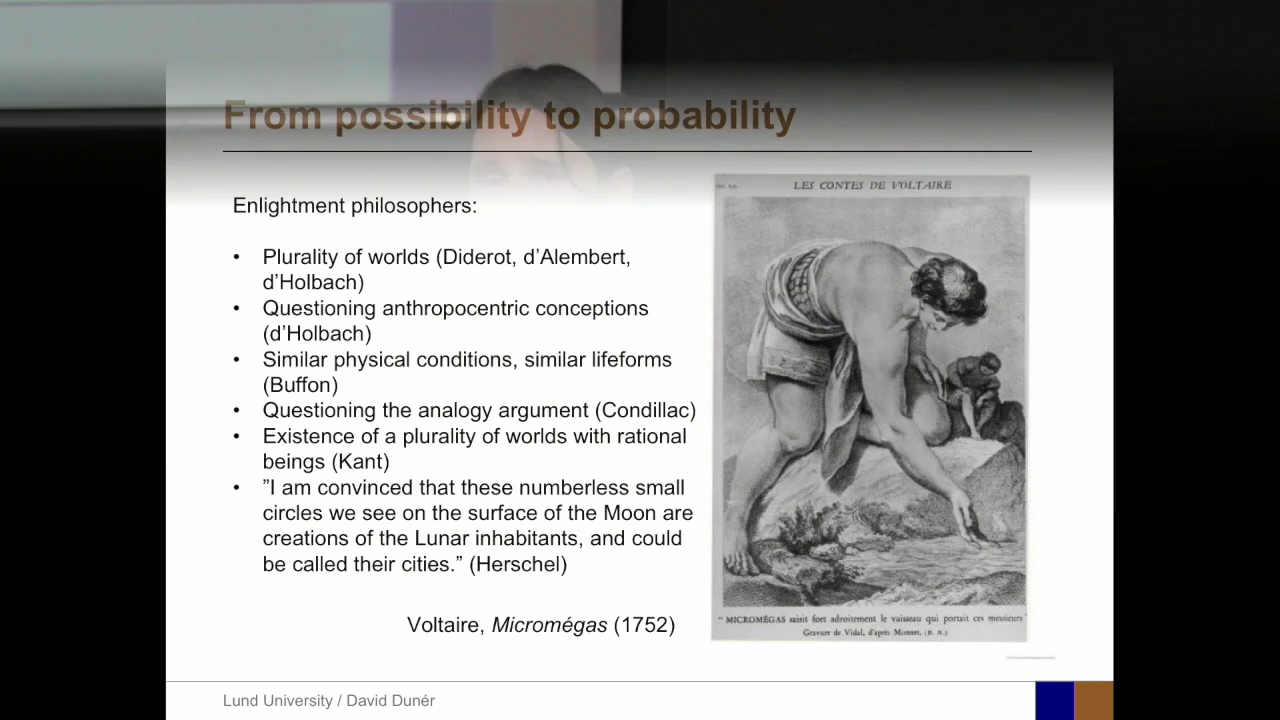 From possibility to probability
Enlightment philosophers:
• Plurality of worlds (Diderot, d’Alembert,
d’Holbach)
• Questioning anthropocentric conceptions
(d’Holbach)
• Similar physical conditions, similar lifeforms
(Buffon)
• Questioning the analogy argument (Condillac)
• Existence of a plurality of worlds with rational
beings (Kant)
• ”I am convinced that these numberless small
circles we see on the surface of the Moon are
creations of the Lunar inhabitants, and could
be called their cities.” (Herschel)
Voltaire, Micromégas (1752)
LES CONTES DE VOLTAIRE
“ MICROMÉGAS saisit fort adroitement le vaisseau qui portait ces messieurs
Gravure de Vidal, d'après Monnet. (B. N.)
Lund University / David Dunér